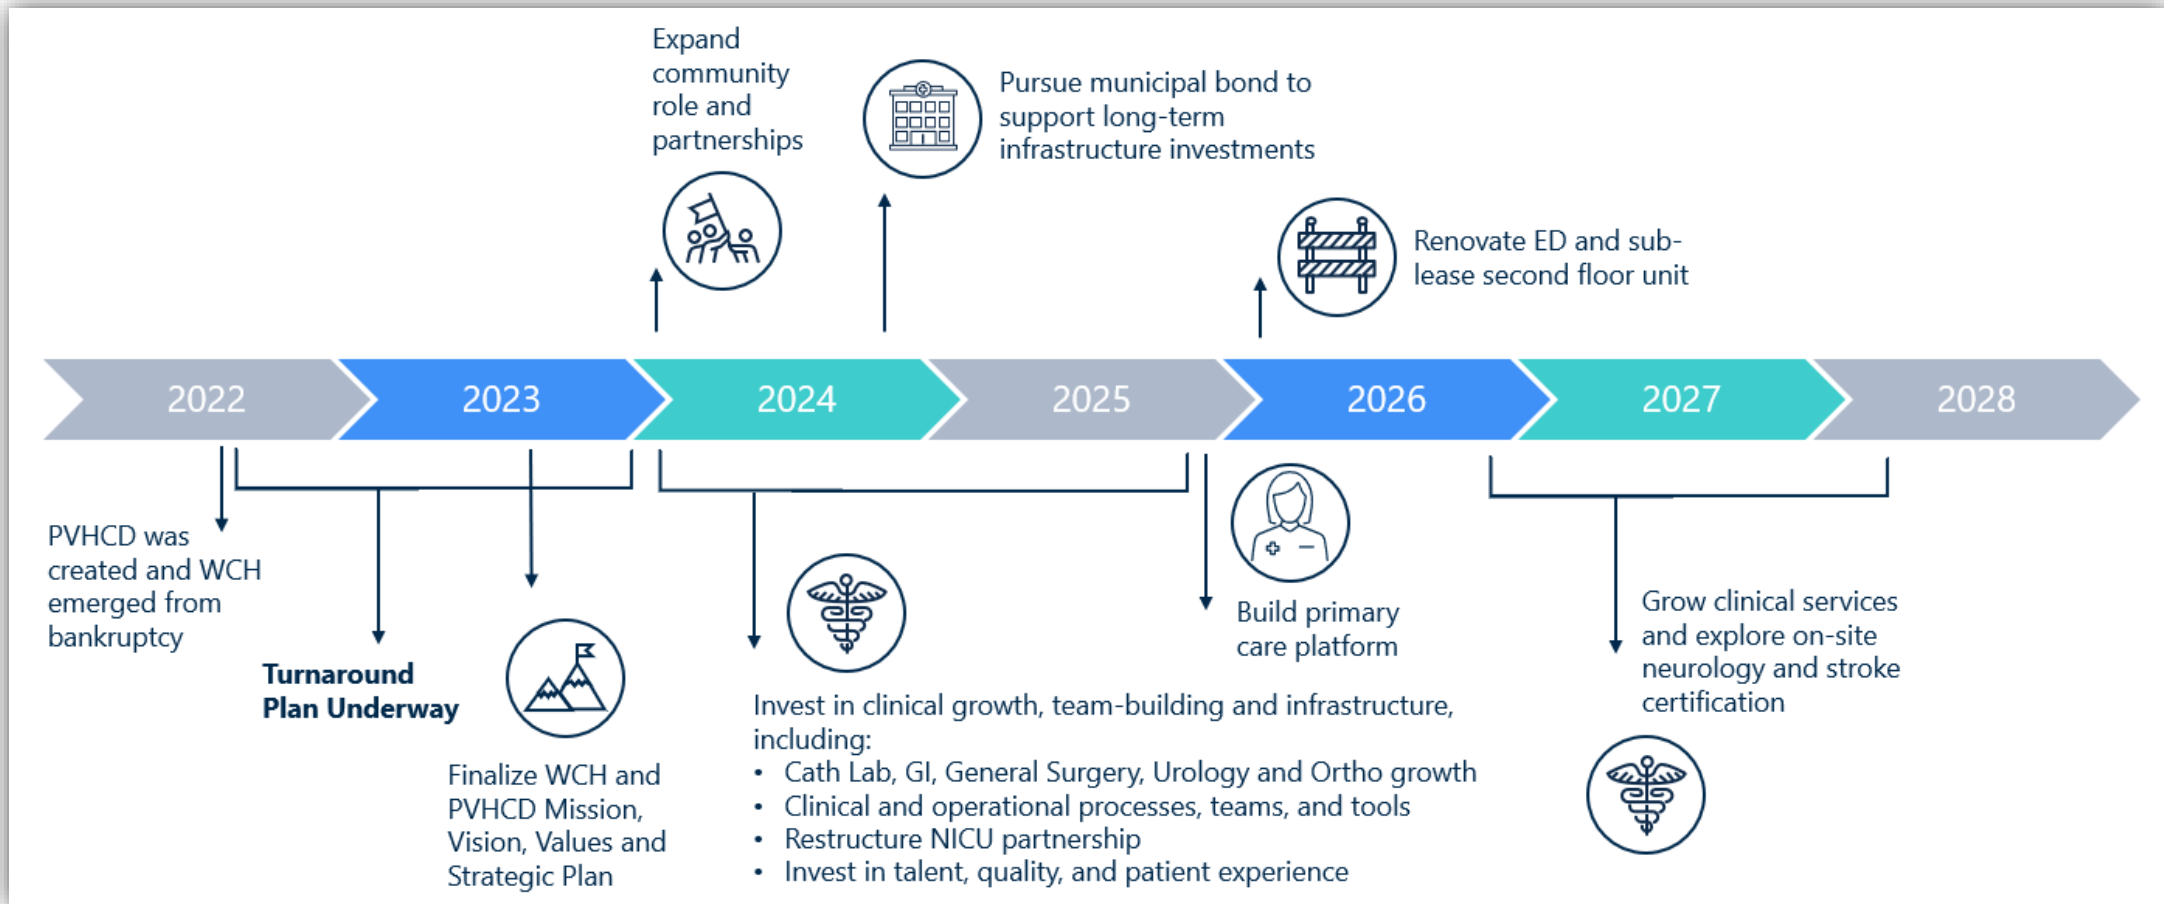 Expand
community
role and
partnerships
Pursue municipal bond to
support long-term
infrastructure investments
Renovate ED and sub-
lease second floor unit
2022
2023
2024
2025
2026
2027
2028
PVHCD was
created and WCH
emerged from
bankruptcy
Turnaround
Plan Underway
Finalize WCH and
PVHCD Mission,
Vision, Values and
Strategic Plan
Invest in clinical growth, team-building and infrastructure,
including:
• Cath Lab, GI, General Surgery, Urology and Ortho growth
• Clinical and operational processes, teams, and tools
• Restructure NICU partnership
• Invest in talent, quality, and patient experience
Build primary
care platform
Grow clinical services
and explore on-site
neurology and stroke
certification